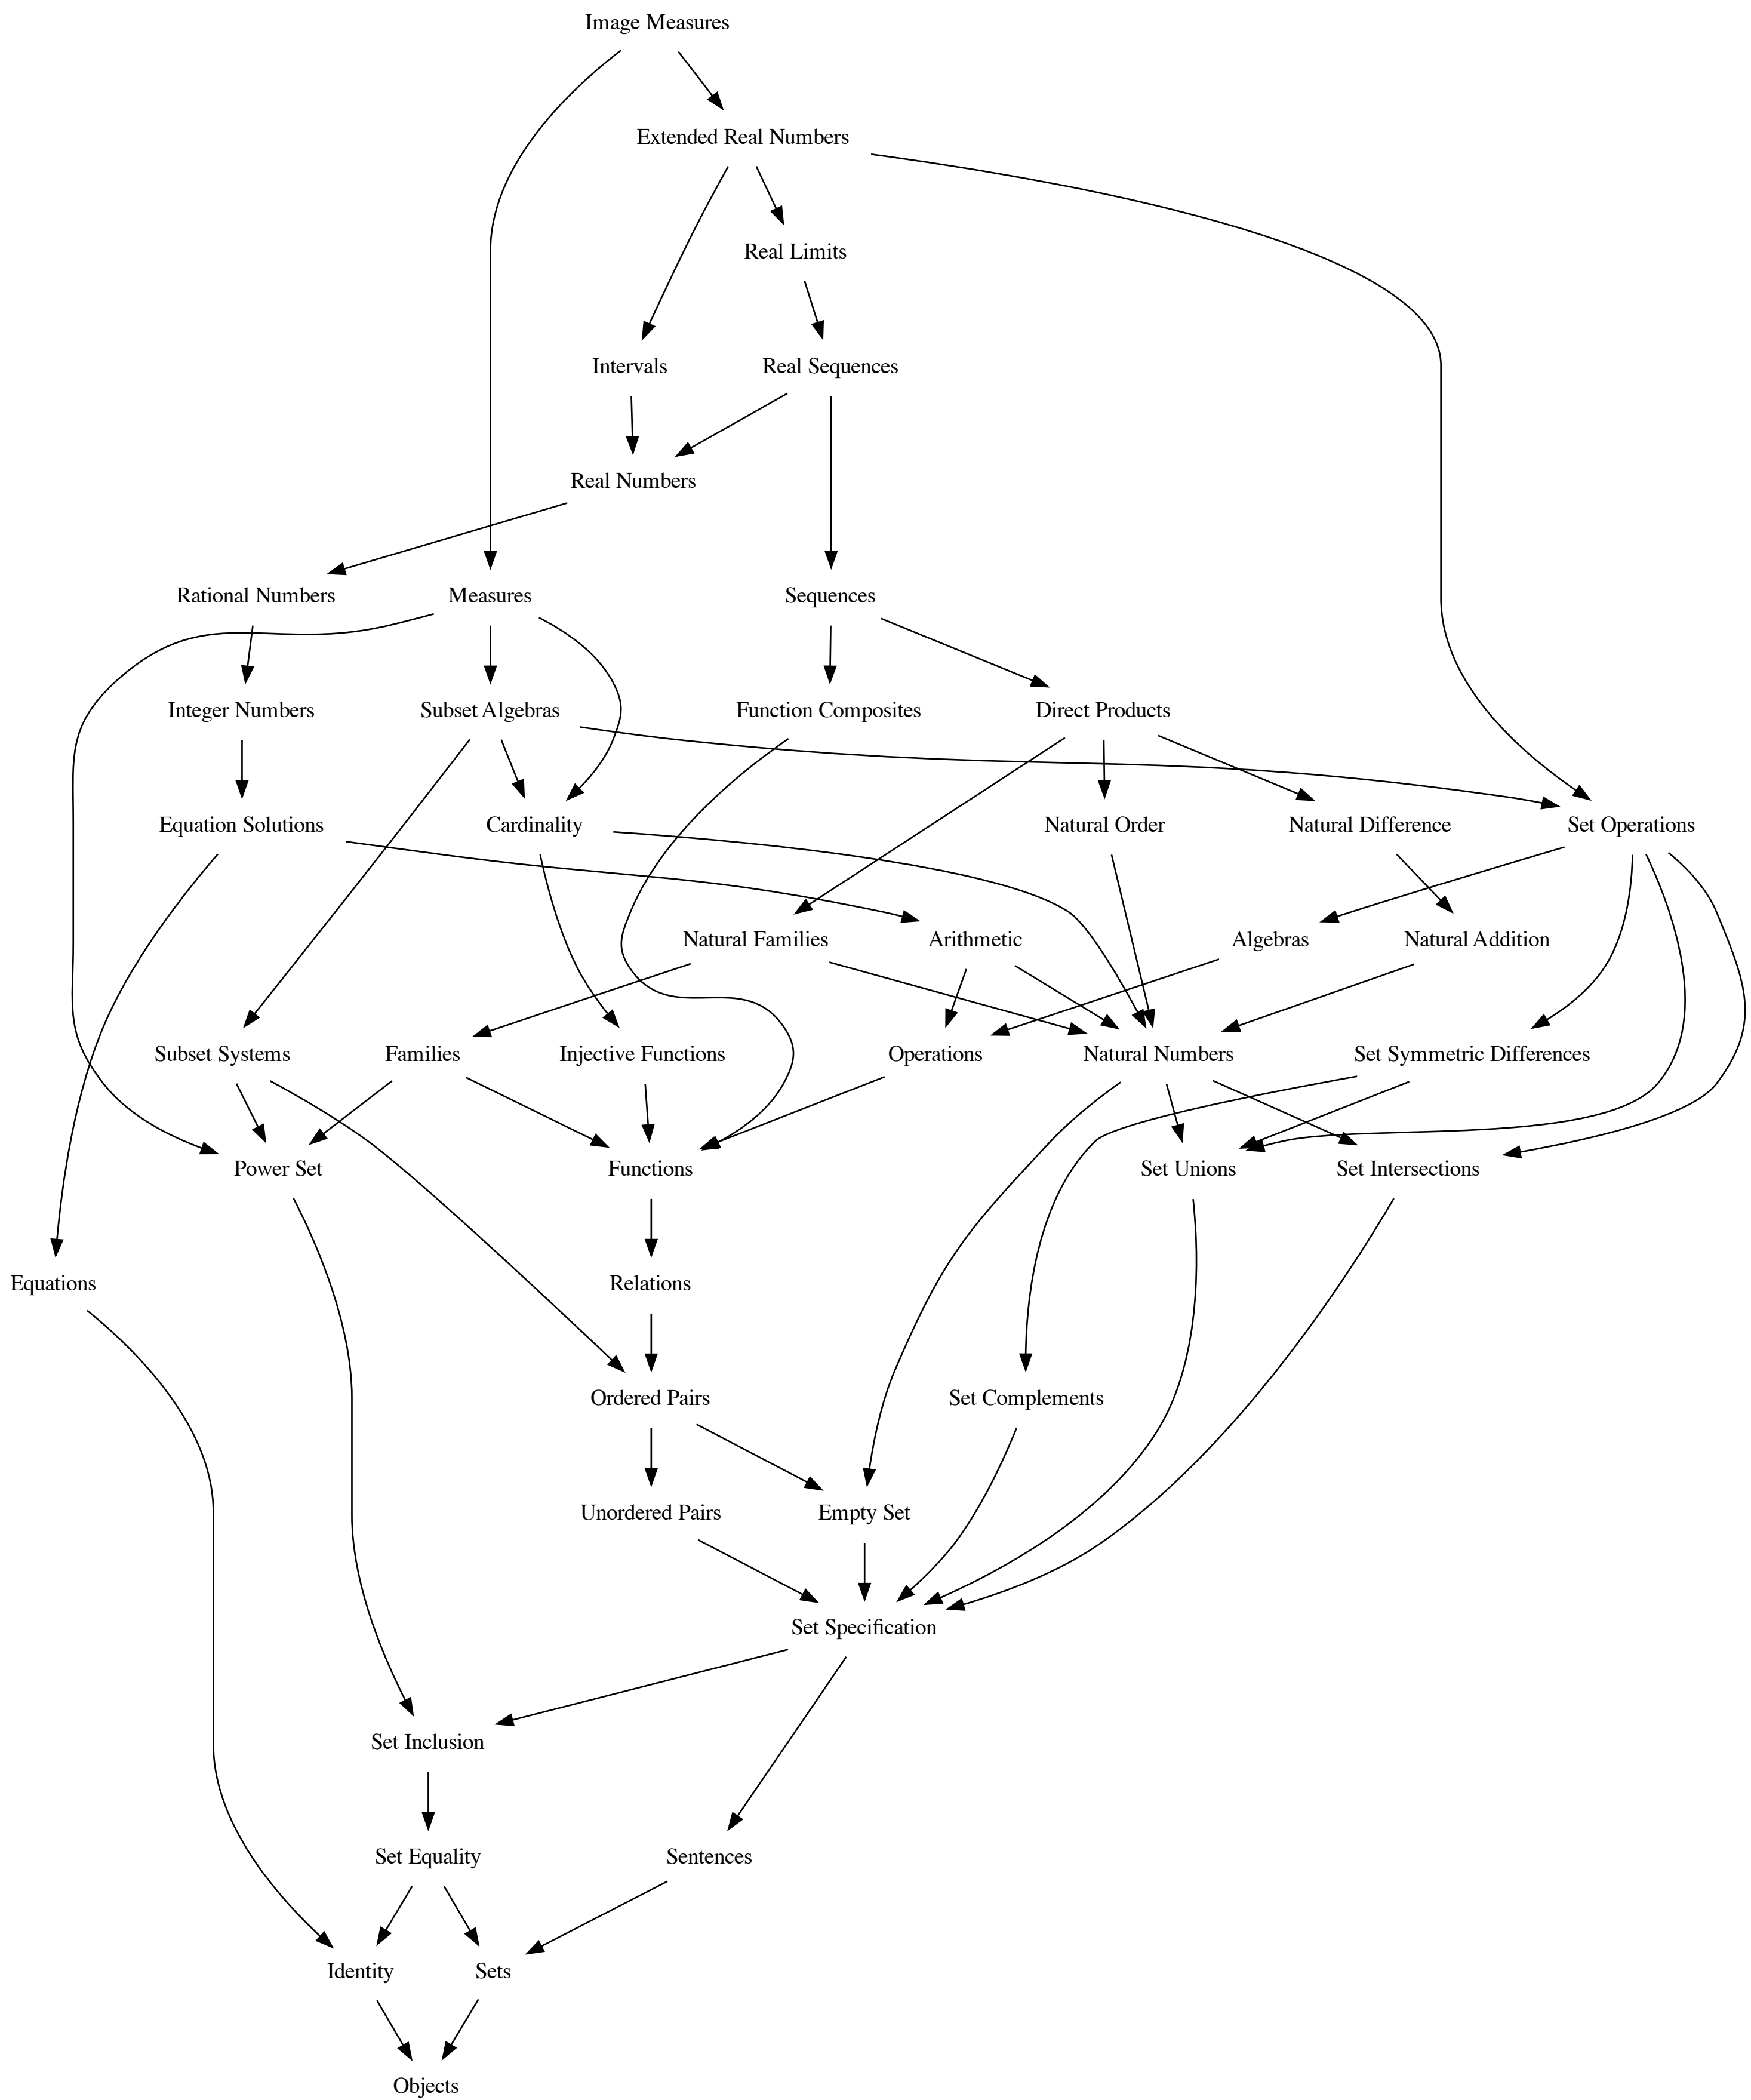 Image Measures
Extended Real Numbers
Real Limits
Intervals
Real Sequences
Real Numbers
Rational Numbers
Measures
Sequences
Integer Numbers
Subset Algebras
Function Composites
Direct Products
Equation Solutions
Cardinality
Natural Order
Natural Difference
Set Operations
Natural Families
Arithmetic
Algebras
Natural Addition
Subset Systems
Families
Injective Functions
Operations
Natural Numbers
Set Symmetric Differences
Power Set
Functions
Set Unions
Set Intersections
Equations
Relations
Ordered Pairs
Set Complements
Unordered Pairs
Empty Set
Set Specification
Set Inclusion
Set Equality
Sentences
Identity
Sets
Objects